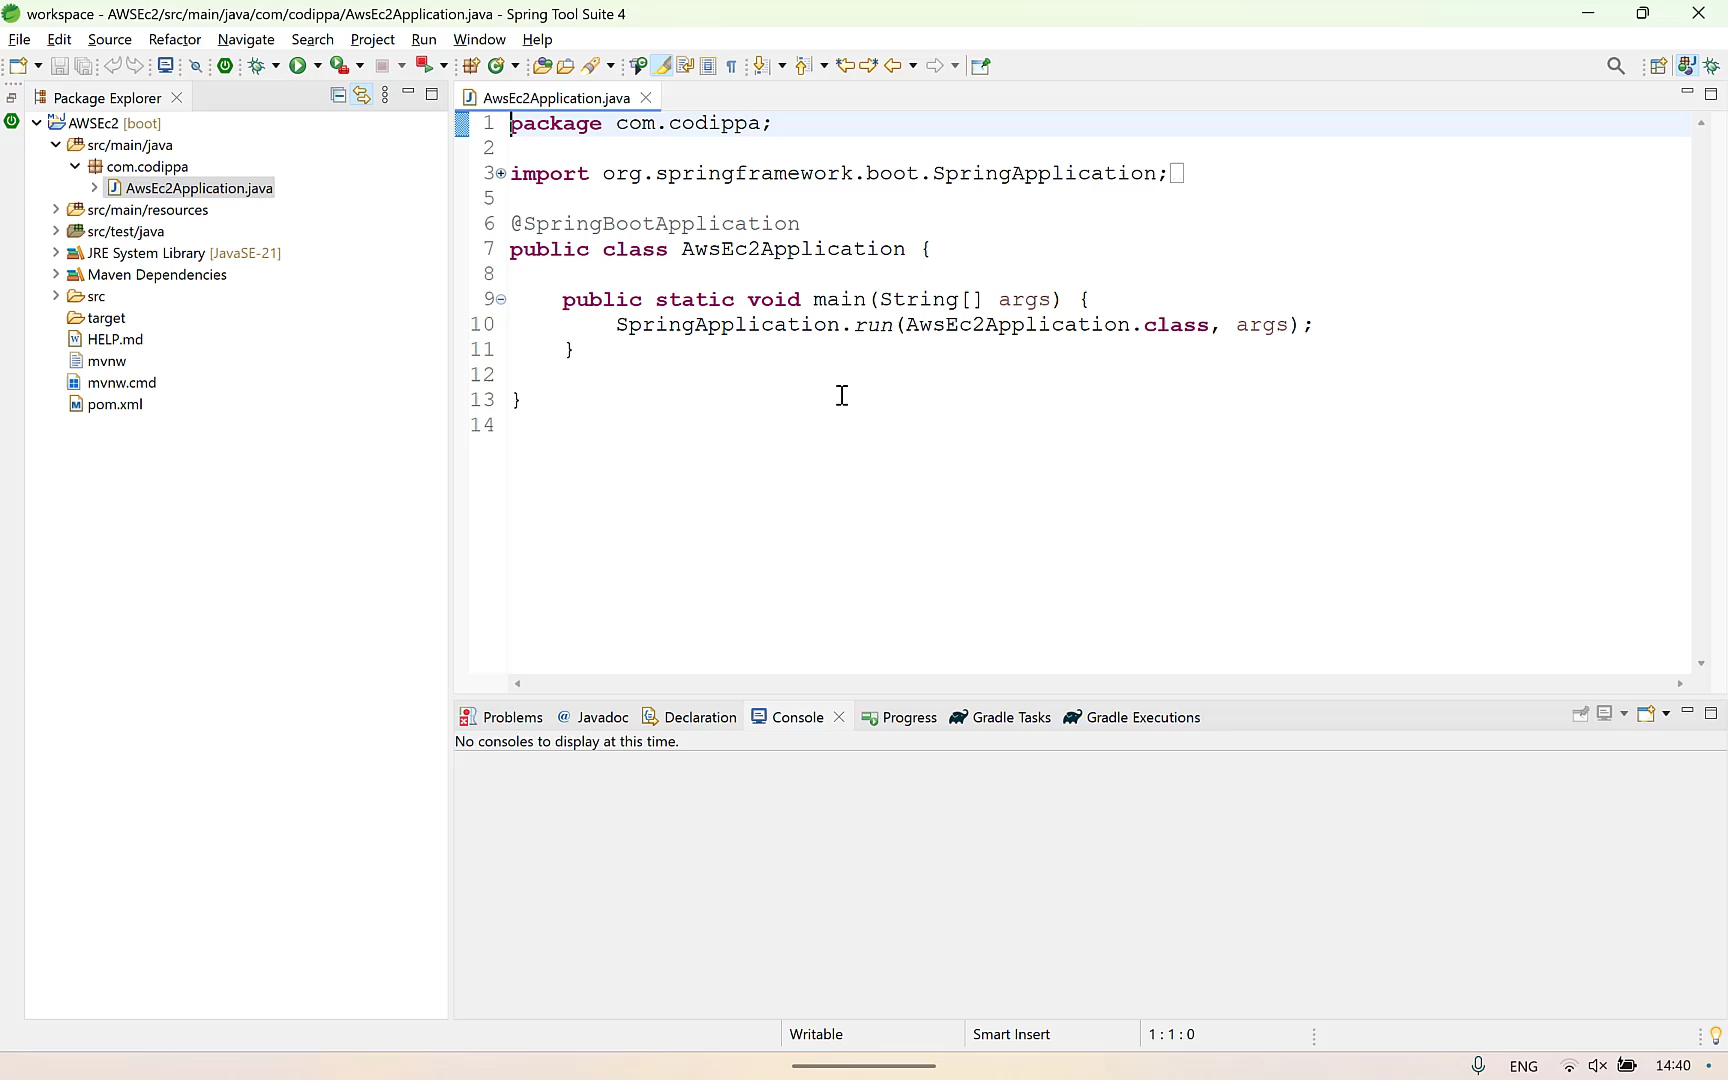 workspace - AWSEc2/src/main/java/com/codippa/AwsEc2Application.java - Spring Tool Suite 4
File Edit Source Refactor Navigate Search Project Run Window Help
Package Explorer
AWSEc2 [boot]
src/main/java
com.codippa
AwsEc2Application.java
src/main/resources
src/test/java
JRE System Library [JavaSE-21]
Maven Dependencies
src
target
HELP.md
mvnw
mvnw.cmd
pom.xml
AwsEc2Application.java
1 package com.codippa;
2
3 import org.springframework.boot.SpringApplication;
5
6 @SpringBootApplication
7 public class AwsEc2Application {
8
9 public static void main(String[] args) {
10 SpringApplication.run(AwsEc2Application.class, args);
11 }
12
13 }
14
Problems @ Javadoc Declaration Console Progress Gradle Tasks Gradle Executions
No consoles to display at this time.
Writable Smart Insert 1 : 1 : 0
ENG 14:40